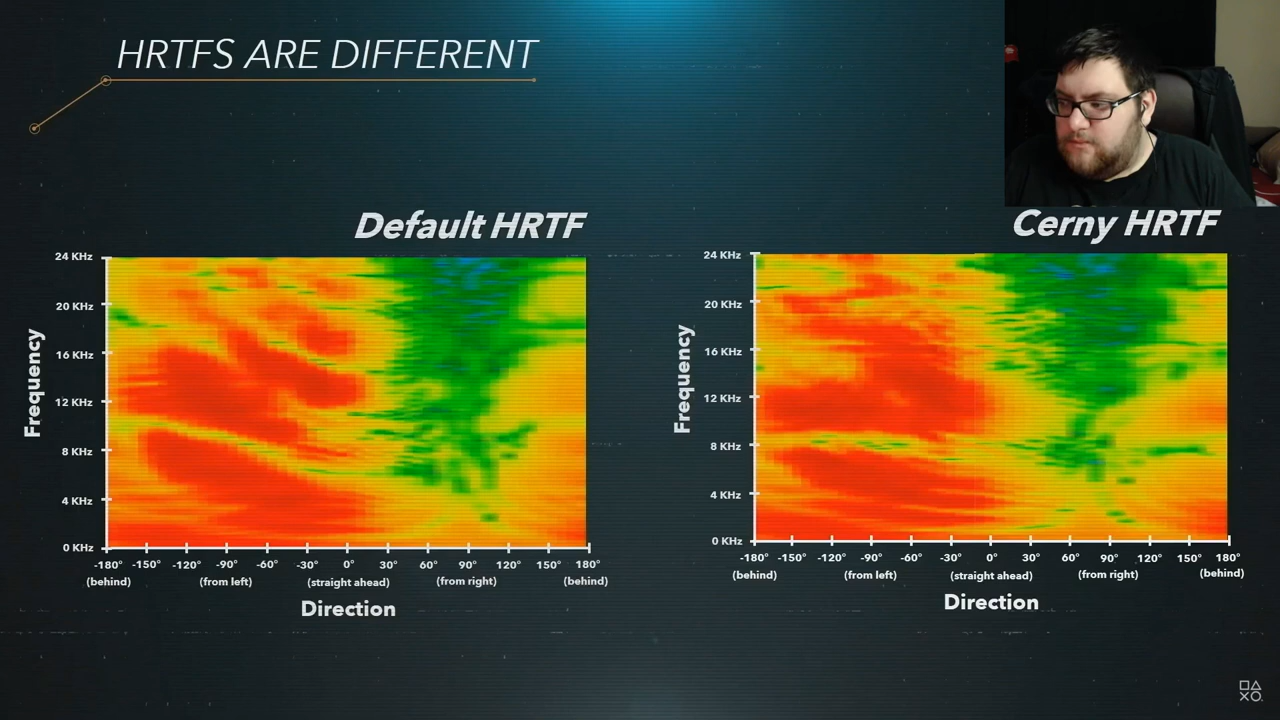 HRTFS ARE DIFFERENT
Default HRTF
24 KHz
20 KHz
16 KHz
12 KHz
8 KHz
4 KHz
0 KHz
Frequency
-180° -150° -120° -90° -60° -30° 0° 30° 60° 90° 120° 150° 180°
(behind) (from left) (straight ahead) (from right) (behind)
Direction
Cerny HRTF
24 KHz
20 KHz
16 KHz
12 KHz
8 KHz
4 KHz
0 KHz
Frequency
-180° -150° -120° -90° -60° -30° 0° 30° 60° 90° 120° 150° 180°
(behind) (from left) (straight ahead) (from right) (behind)
Direction